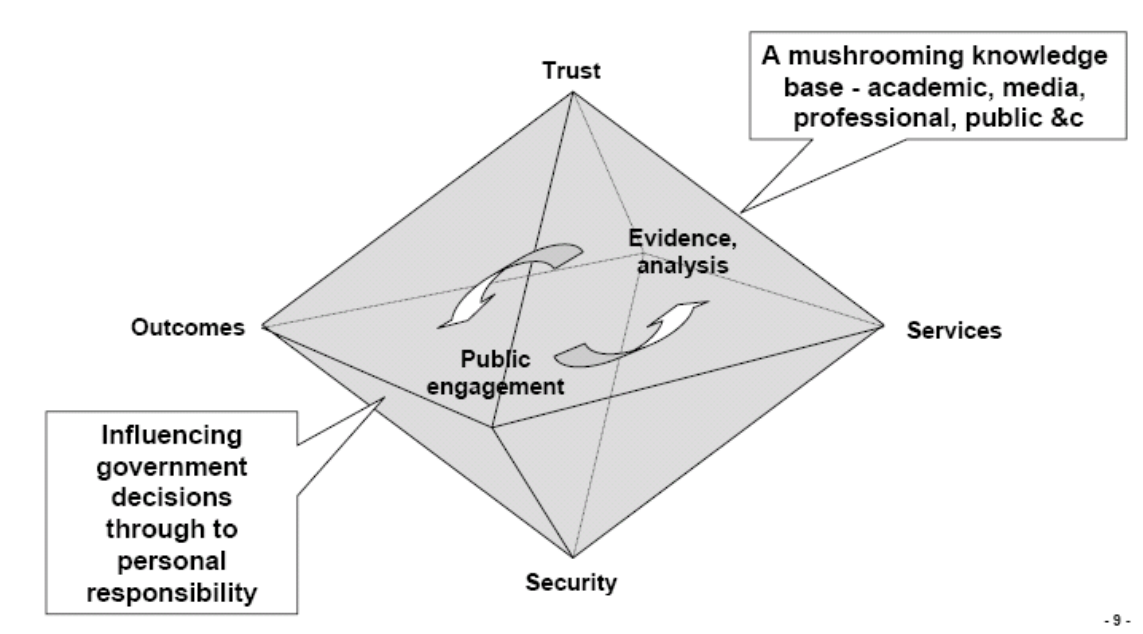 Trust
A mushrooming knowledge
base - academic, media,
professional, public &c
Evidence,
analysis
Outcomes
Services
Public
engagement
Influencing
government
decisions
through to
personal
responsibility
Security
- 9 -